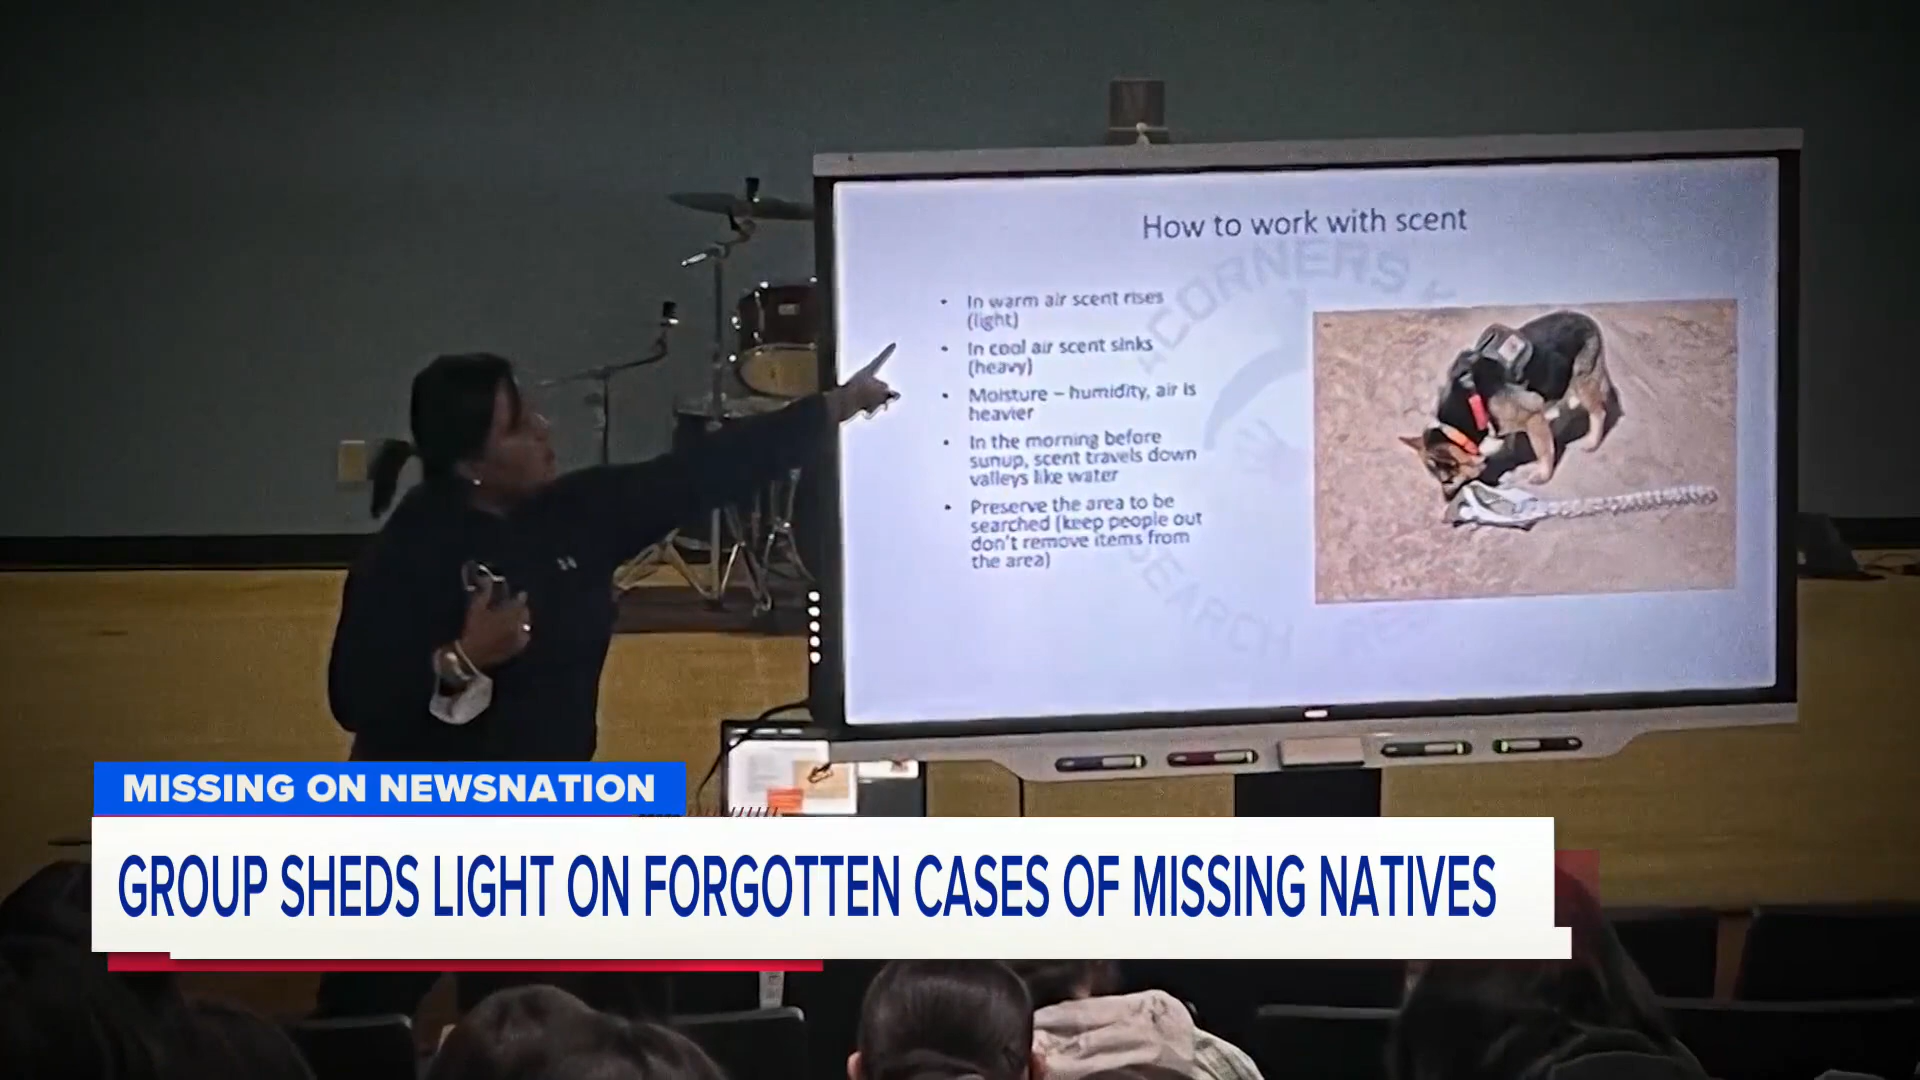 How to work with scent
• In warm air scent rises
(light)
• In cool air scent sinks
(heavy)
• Moisture – humidity, air is
heavier
• In the morning before
sunup, scent travels down
valleys like water
• Preserve the area to be
searched (keep people out
don't remove items from
the area)
CORNERS K
SEARCH
MISSING ON NEWSNATION
GROUP SHEDS LIGHT ON FORGOTTEN CASES OF MISSING NATIVES